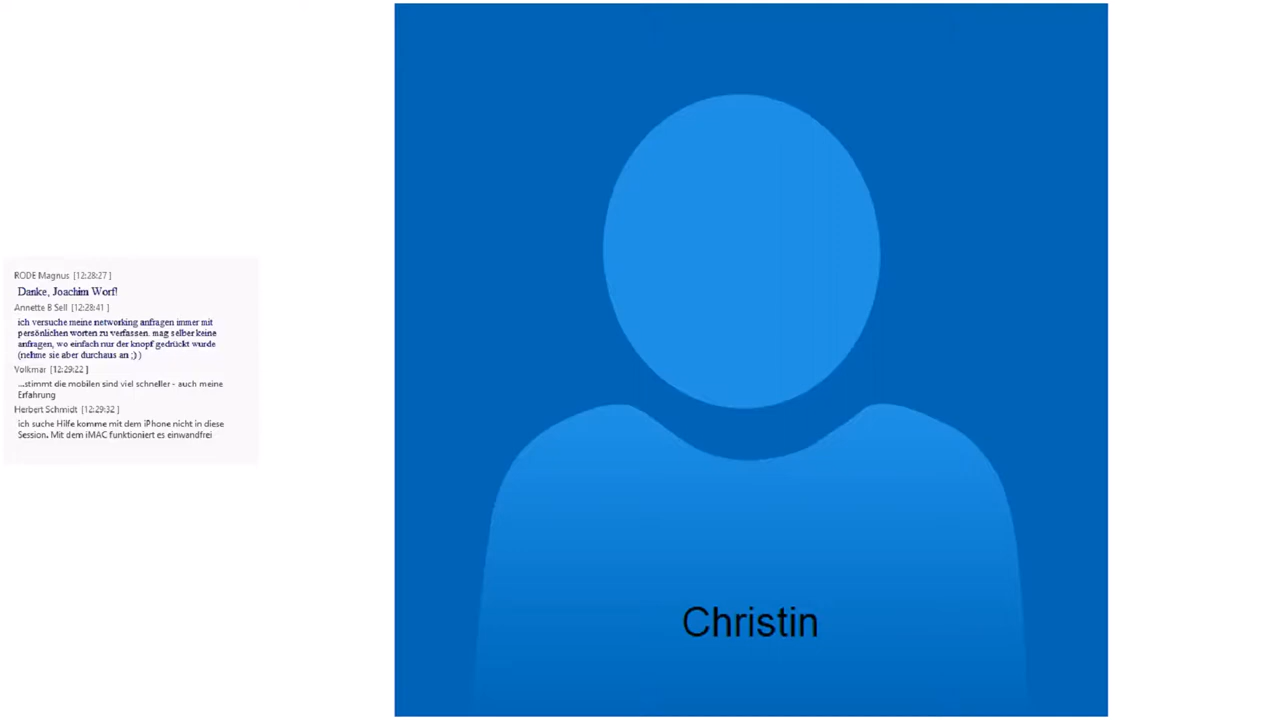 RODE Magnus [12:28:27 ]
Danke, Joachim Worf!
Annette B Sell [12:28:41 ]
ich versuche meine networking anfragen immer mit
persönlichen worten zu verfassen. mag selber keine
anfragen, wo einfach nur der knopf gedrückt wurde
(nehme sie aber durchaus an ;) )
Volkmar [12:29:22 ]
...stimmt die mobilen sind viel schneller - auch meine
Erfahrung
Herbert Schmidt [12:29:32 ]
ich suche Hilfe komme mit dem iPhone nicht in diese
Session. Mit dem iMAC funktioniert es einwandfrei
Christin